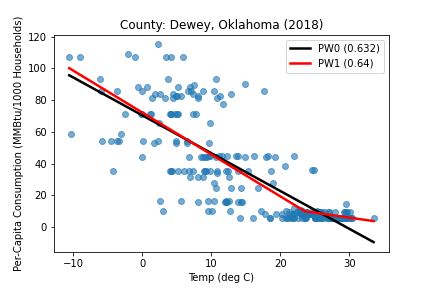 County: Dewey, Oklahoma (2018)
Per-Capita Consumption (MMBtu/1000 Households)
120
100
80
60
40
20
0
PW0 (0.632)
PW1 (0.64)
−10
0
10
20
30
Temp (deg C)